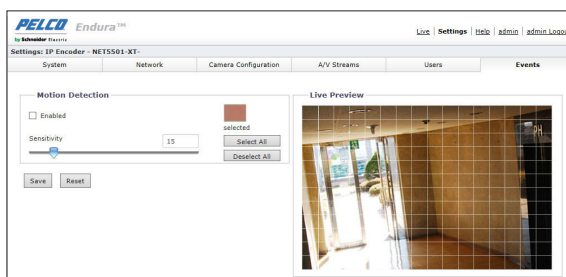 PELCO Endura™
by Schneider Electric
Live | Settings | Help | admin | admin Logout
Settings: IP Encoder - NET5501-XT-
System Network Camera Configuration A/V Streams Users Events
Motion Detection
Enabled
selected
Sensitivity 15
Select All
Deselect All
Save Reset
Live Preview